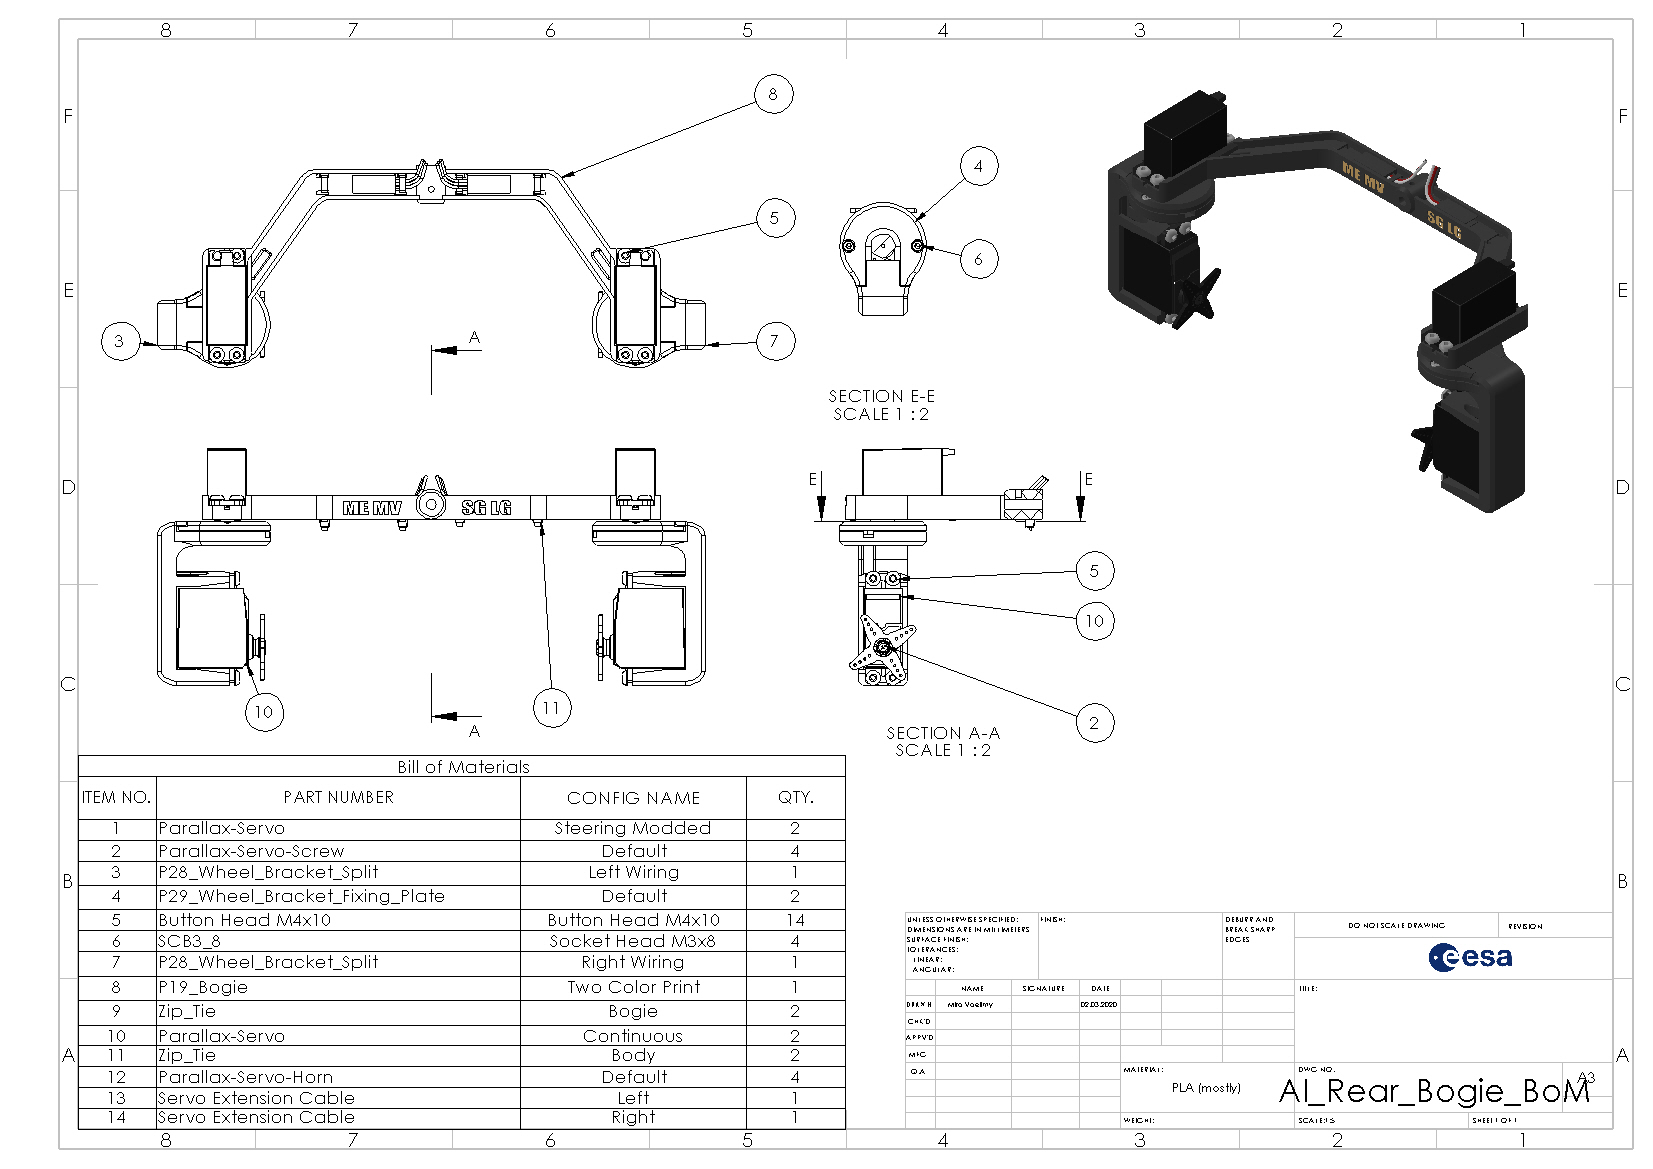 8 7 6 5 4 3 2 1
F F
E E
D D
C C
B B
A A
8
5
3
7
A
4
6
SECTION E-E
SCALE 1 : 2
ME MV SG LG
ME MV
SG LG
E E
5
10
2
10
11
A
SECTION A-A
SCALE 1 : 2
Bill of Materials
ITEM NO. PART NUMBER CONFIG NAME QTY.
1 Parallax-Servo Steering Modded 2
2 Parallax-Servo-Screw Default 4
3 P28_Wheel_Bracket_Split Left Wiring 1
4 P29_Wheel_Bracket_Fixing_Plate Default 2
5 Button Head M4x10 Button Head M4x10 14
6 SCB3_8 Socket Head M3x8 4
7 P28_Wheel_Bracket_Split Right Wiring 1
8 P19_Bogie Two Color Print 1
9 Zip_Tie Bogie 2
10 Parallax-Servo Continuous 2
11 Zip_Tie Body 2
12 Parallax-Servo-Horn Default 4
13 Servo Extension Cable Left 1
14 Servo Extension Cable Right 1
UNLESS OTHERWISE SPECIFIED:
DIMENSIONS ARE IN MILLIMETERS
SURFACE FINISH:
TOLERANCES:
LINEAR:
ANGULAR:
FINISH:
DEBURR AND
BREAK SHARP
EDGES
DO NOT SCALE DRAWING
REVISION
esa
NAME SIGNATURE DATE
DRAWN 02.03.2020
CHK'D
APPV'D
MFG
Q.A
TITLE:
MATERIAL:
PLA (mostly)
DWG NO.
AI_Rear_Bogie_BoM
A3
WEIGHT:
SCALE:1:5
SHEET 1 OF 1
8 7 6 5 4 3 2 1